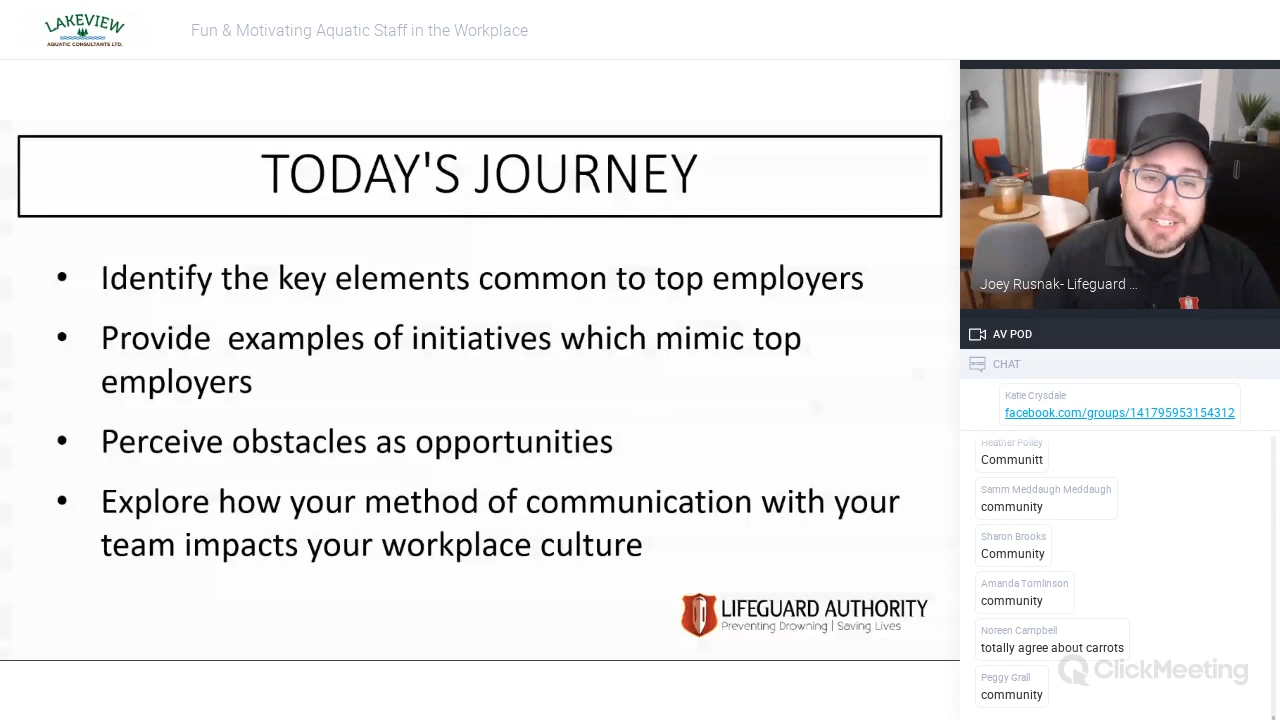 LAKEVIEW
AQUATIC CONSULTANTS LTD.
Fun & Motivating Aquatic Staff in the Workplace
TODAY'S JOURNEY
• Identify the key elements common to top employers
• Provide  examples of initiatives which mimic top
employers
• Perceive obstacles as opportunities
• Explore how your method of communication with your
team impacts your workplace culture
LIFEGUARD AUTHORITY
Preventing Drowning | Saving Lives
Joey Rusnak- Lifeguard ...
AV POD
CHAT
Katie Crysdale
facebook.com/groups/141795953154312
Heather Polley
Communitt
Samm Meddaugh Meddaugh
community
Sharon Brooks
Community
Amanda Tomlinson
community
Noreen Campbell
totally agree about carrots
Peggy Grall
community
ClickMeeting